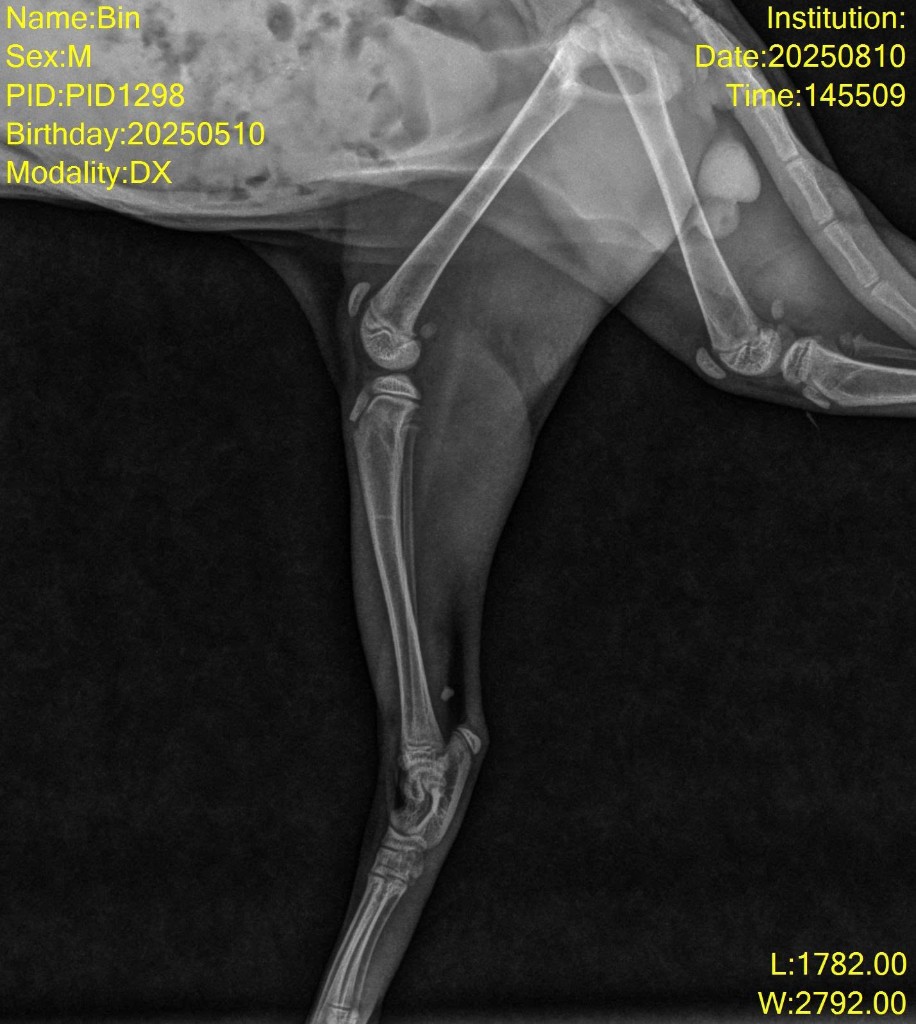 Name:Bin
Sex:M
PID:PID1298
Birthday:20250510
Modality:DX
Institution:
Date:20250810
Time:145509
L:1782.00
W:2792.00